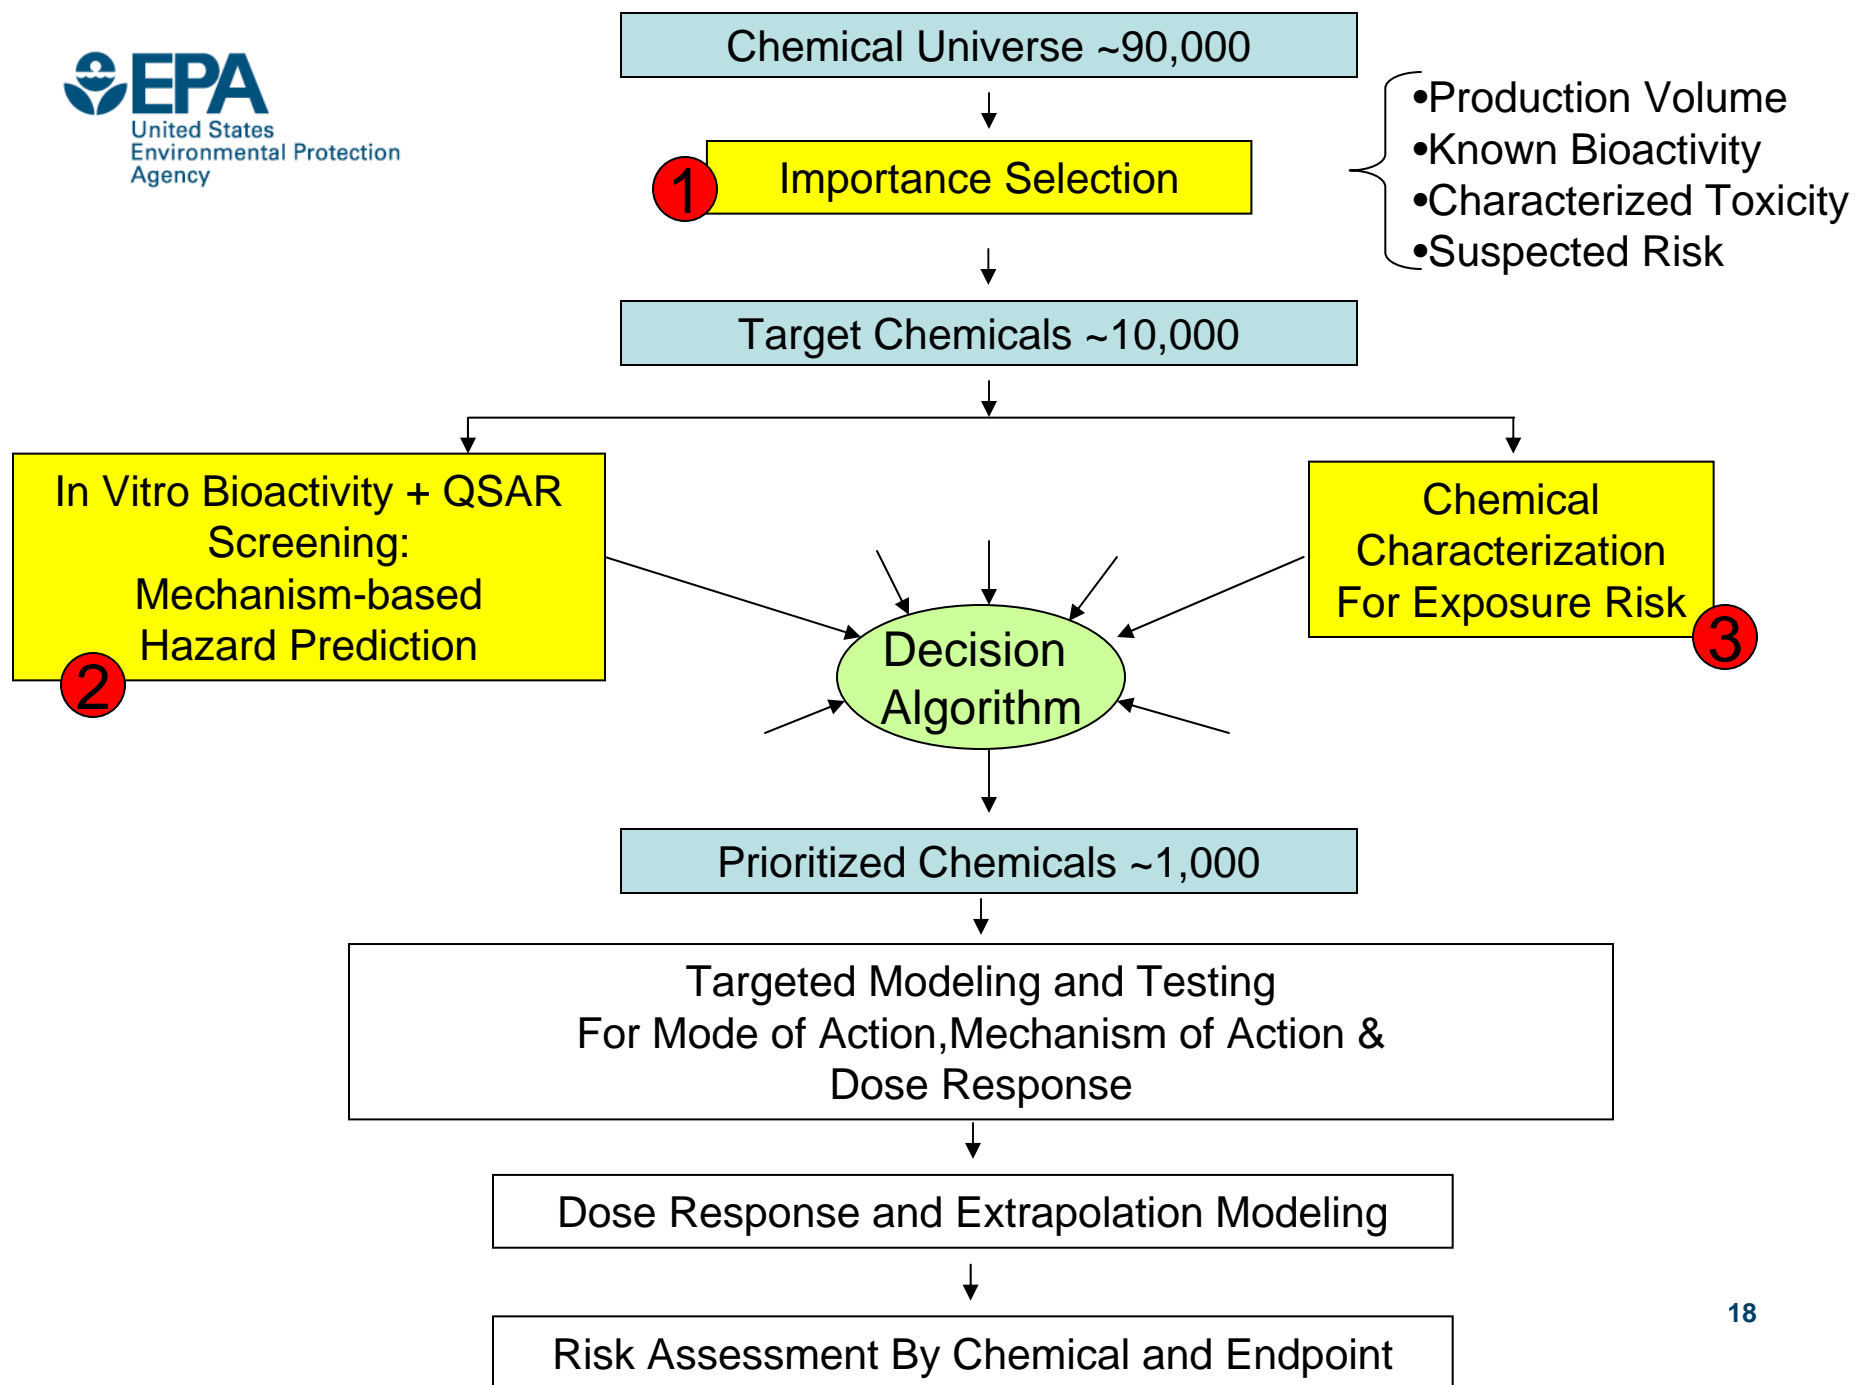 EPA
United States
Environmental Protection
Agency
Chemical Universe ~90,000
1
Importance Selection
•Production Volume
•Known Bioactivity
•Characterized Toxicity
•Suspected Risk
Target Chemicals ~10,000
In Vitro Bioactivity + QSAR
Screening:
Mechanism-based
Hazard Prediction
2
Chemical
Characterization
For Exposure Risk
3
Decision
Algorithm
Prioritized Chemicals ~1,000
Targeted Modeling and Testing
For Mode of Action,Mechanism of Action &
Dose Response
Dose Response and Extrapolation Modeling
Risk Assessment By Chemical and Endpoint
18